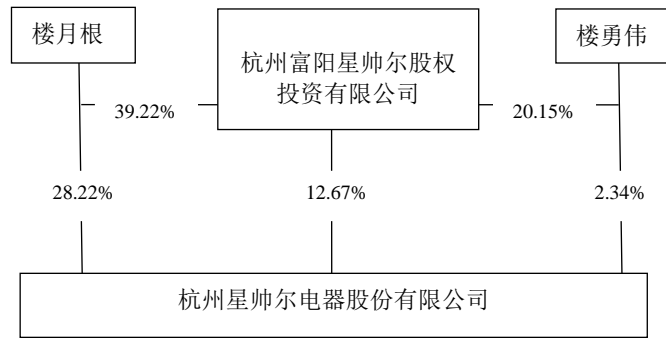 楼月根
杭州富阳星帅尔股权
投资有限公司
楼勇伟
39.22%
20.15%
28.22%
12.67%
2.34%
杭州星帅尔电器股份有限公司